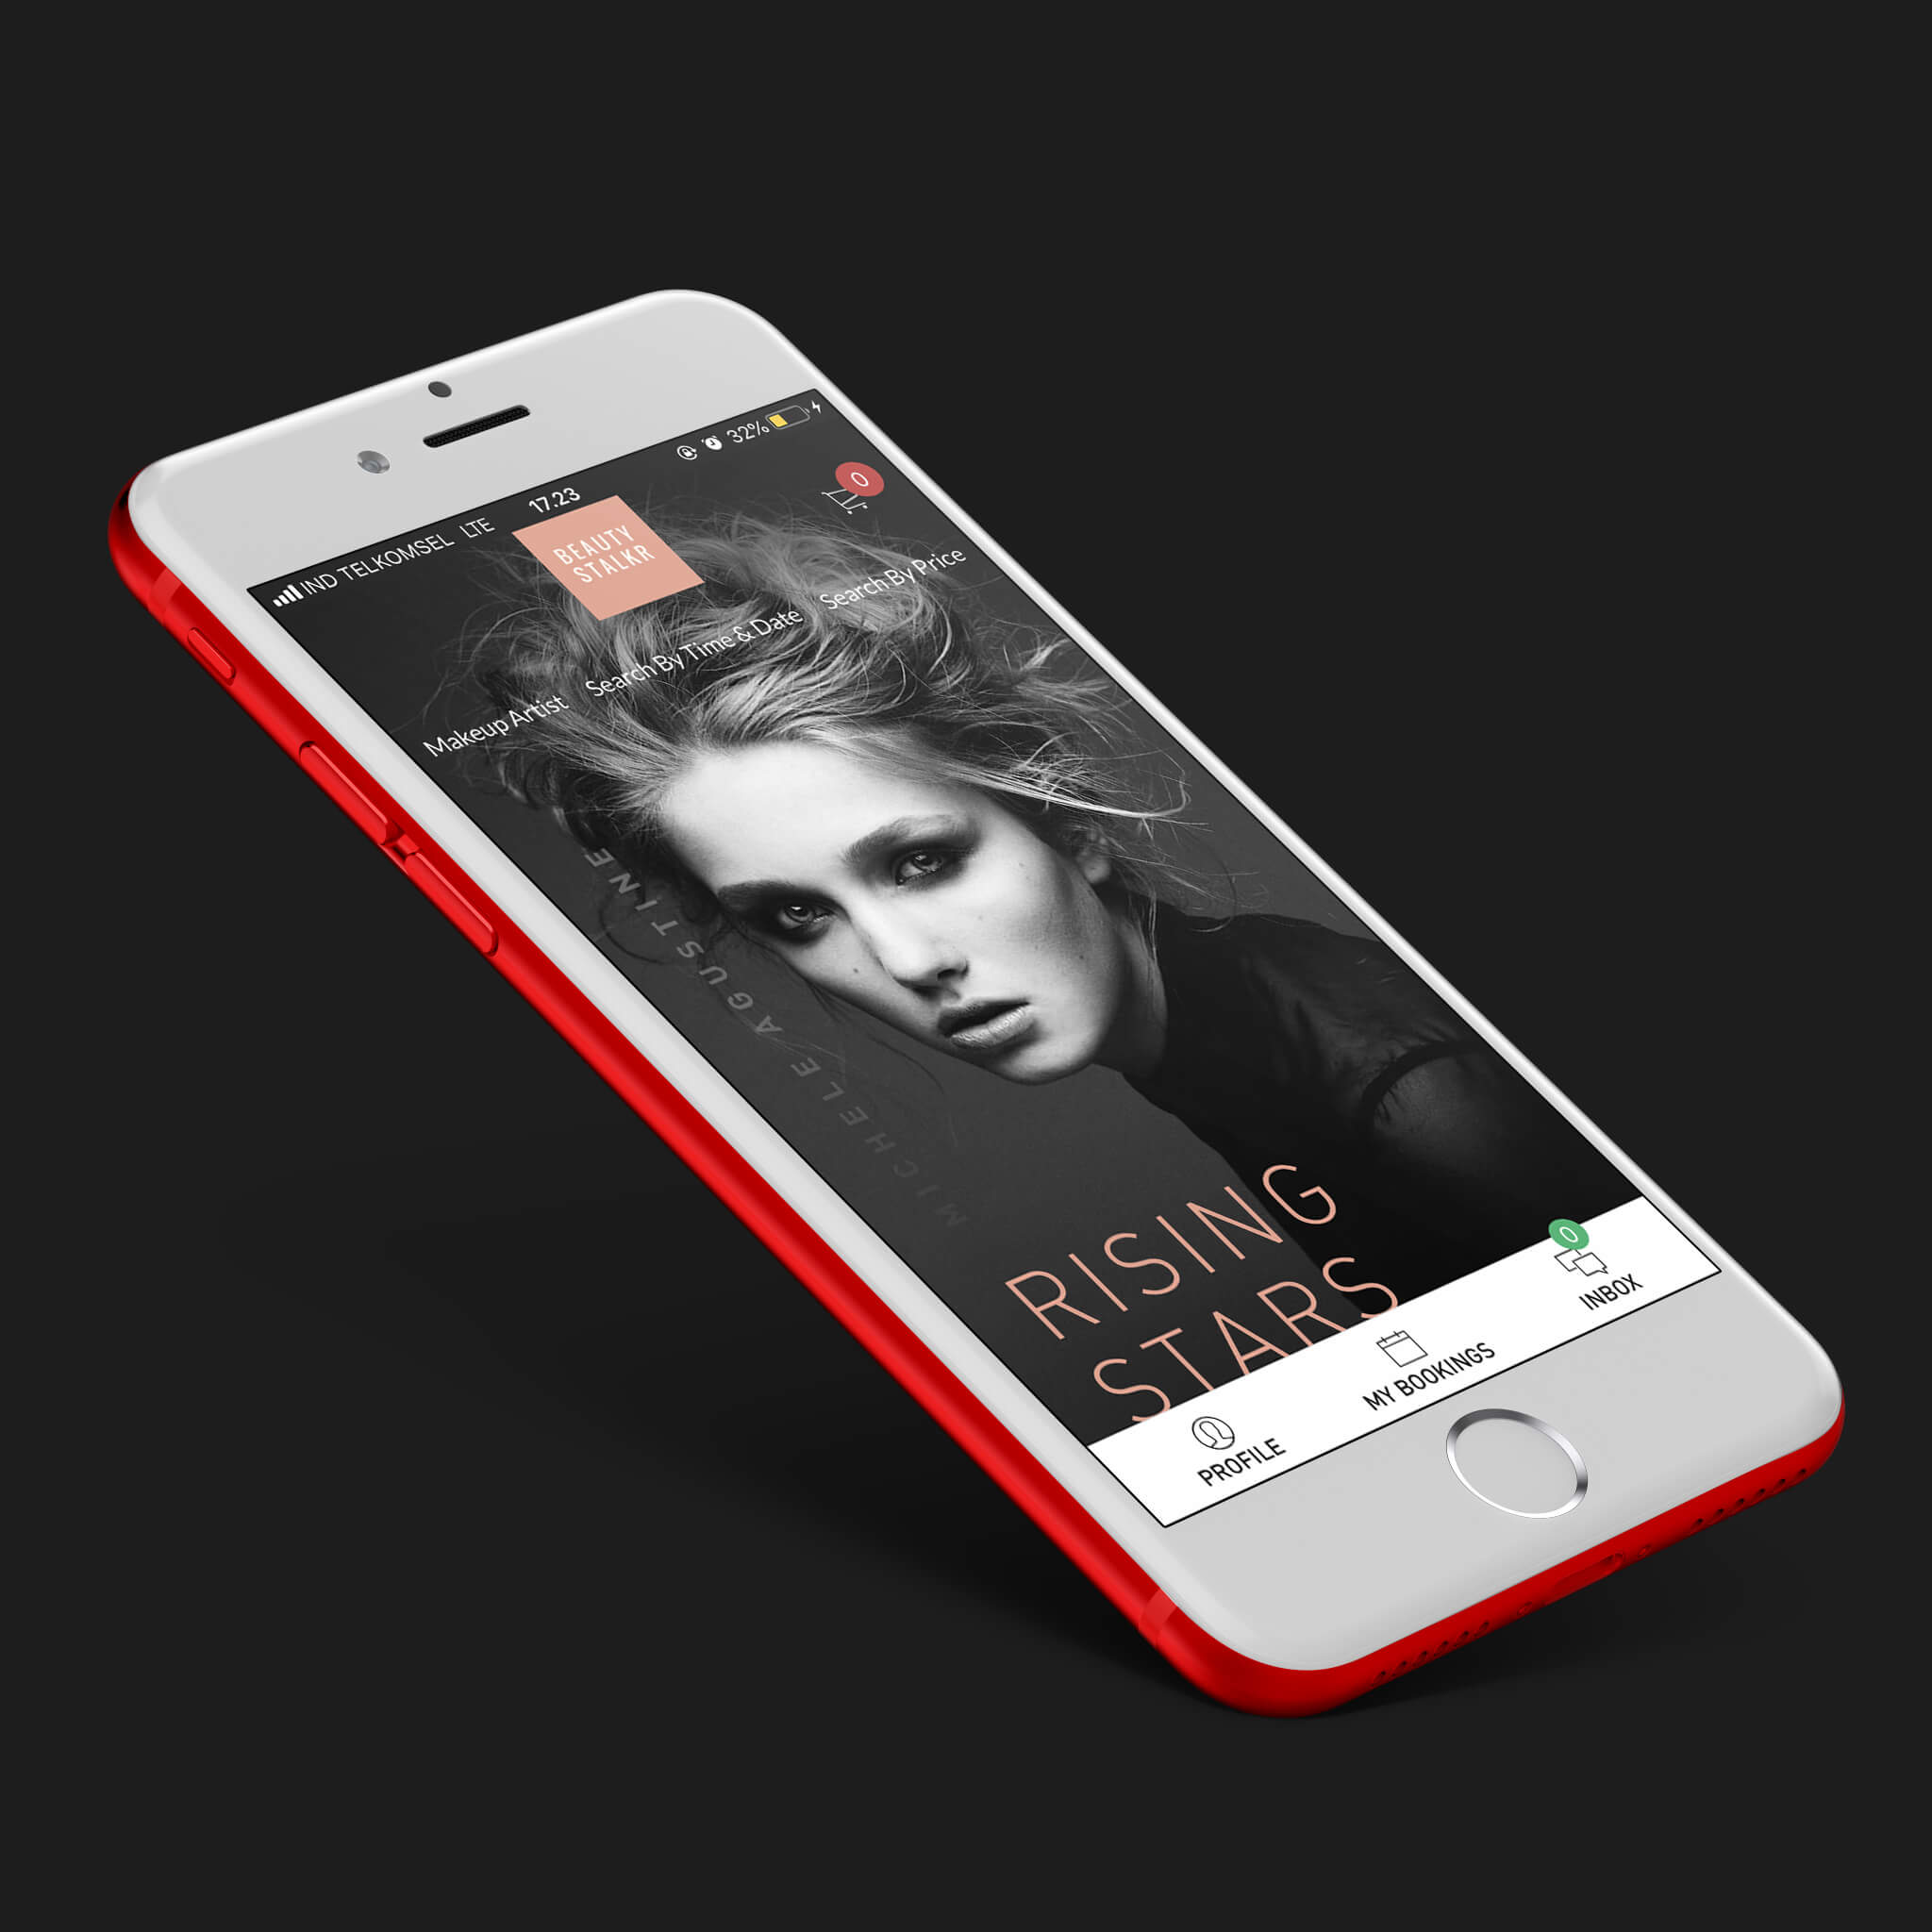 IND TELKOMSEL LTE
17.23
32%
BEAUTY
STALKR
0
Makeup Artist
Search By Time & Date
Search By Price
MICHELE AGUSTINE
RISING
STARS
PROFILE
MY BOOKINGS
0
INBOX